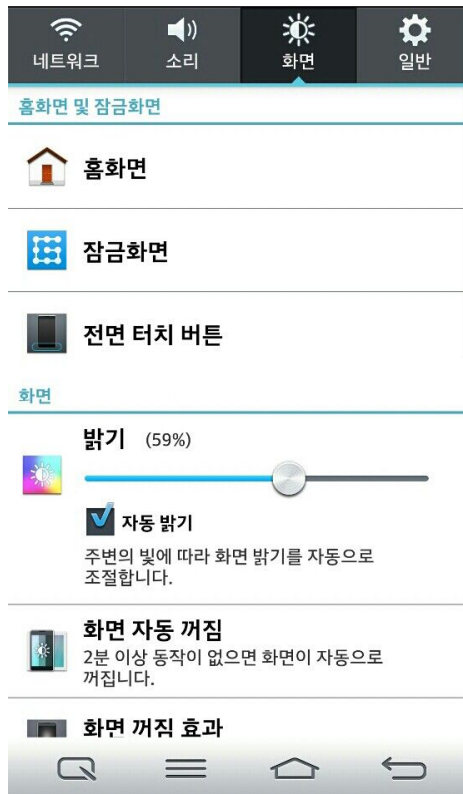 네트워크
소리
화면
일반
홈화면 및 잠금화면
홈화면
잠금화면
전면 터치 버튼
화면
밝기 (59%)
자동 밝기
주변의 빛에 따라 화면 밝기를 자동으로
조절합니다.
화면 자동 꺼짐
2분 이상 동작이 없으면 화면이 자동으로
꺼집니다.
화면 꺼짐 효과